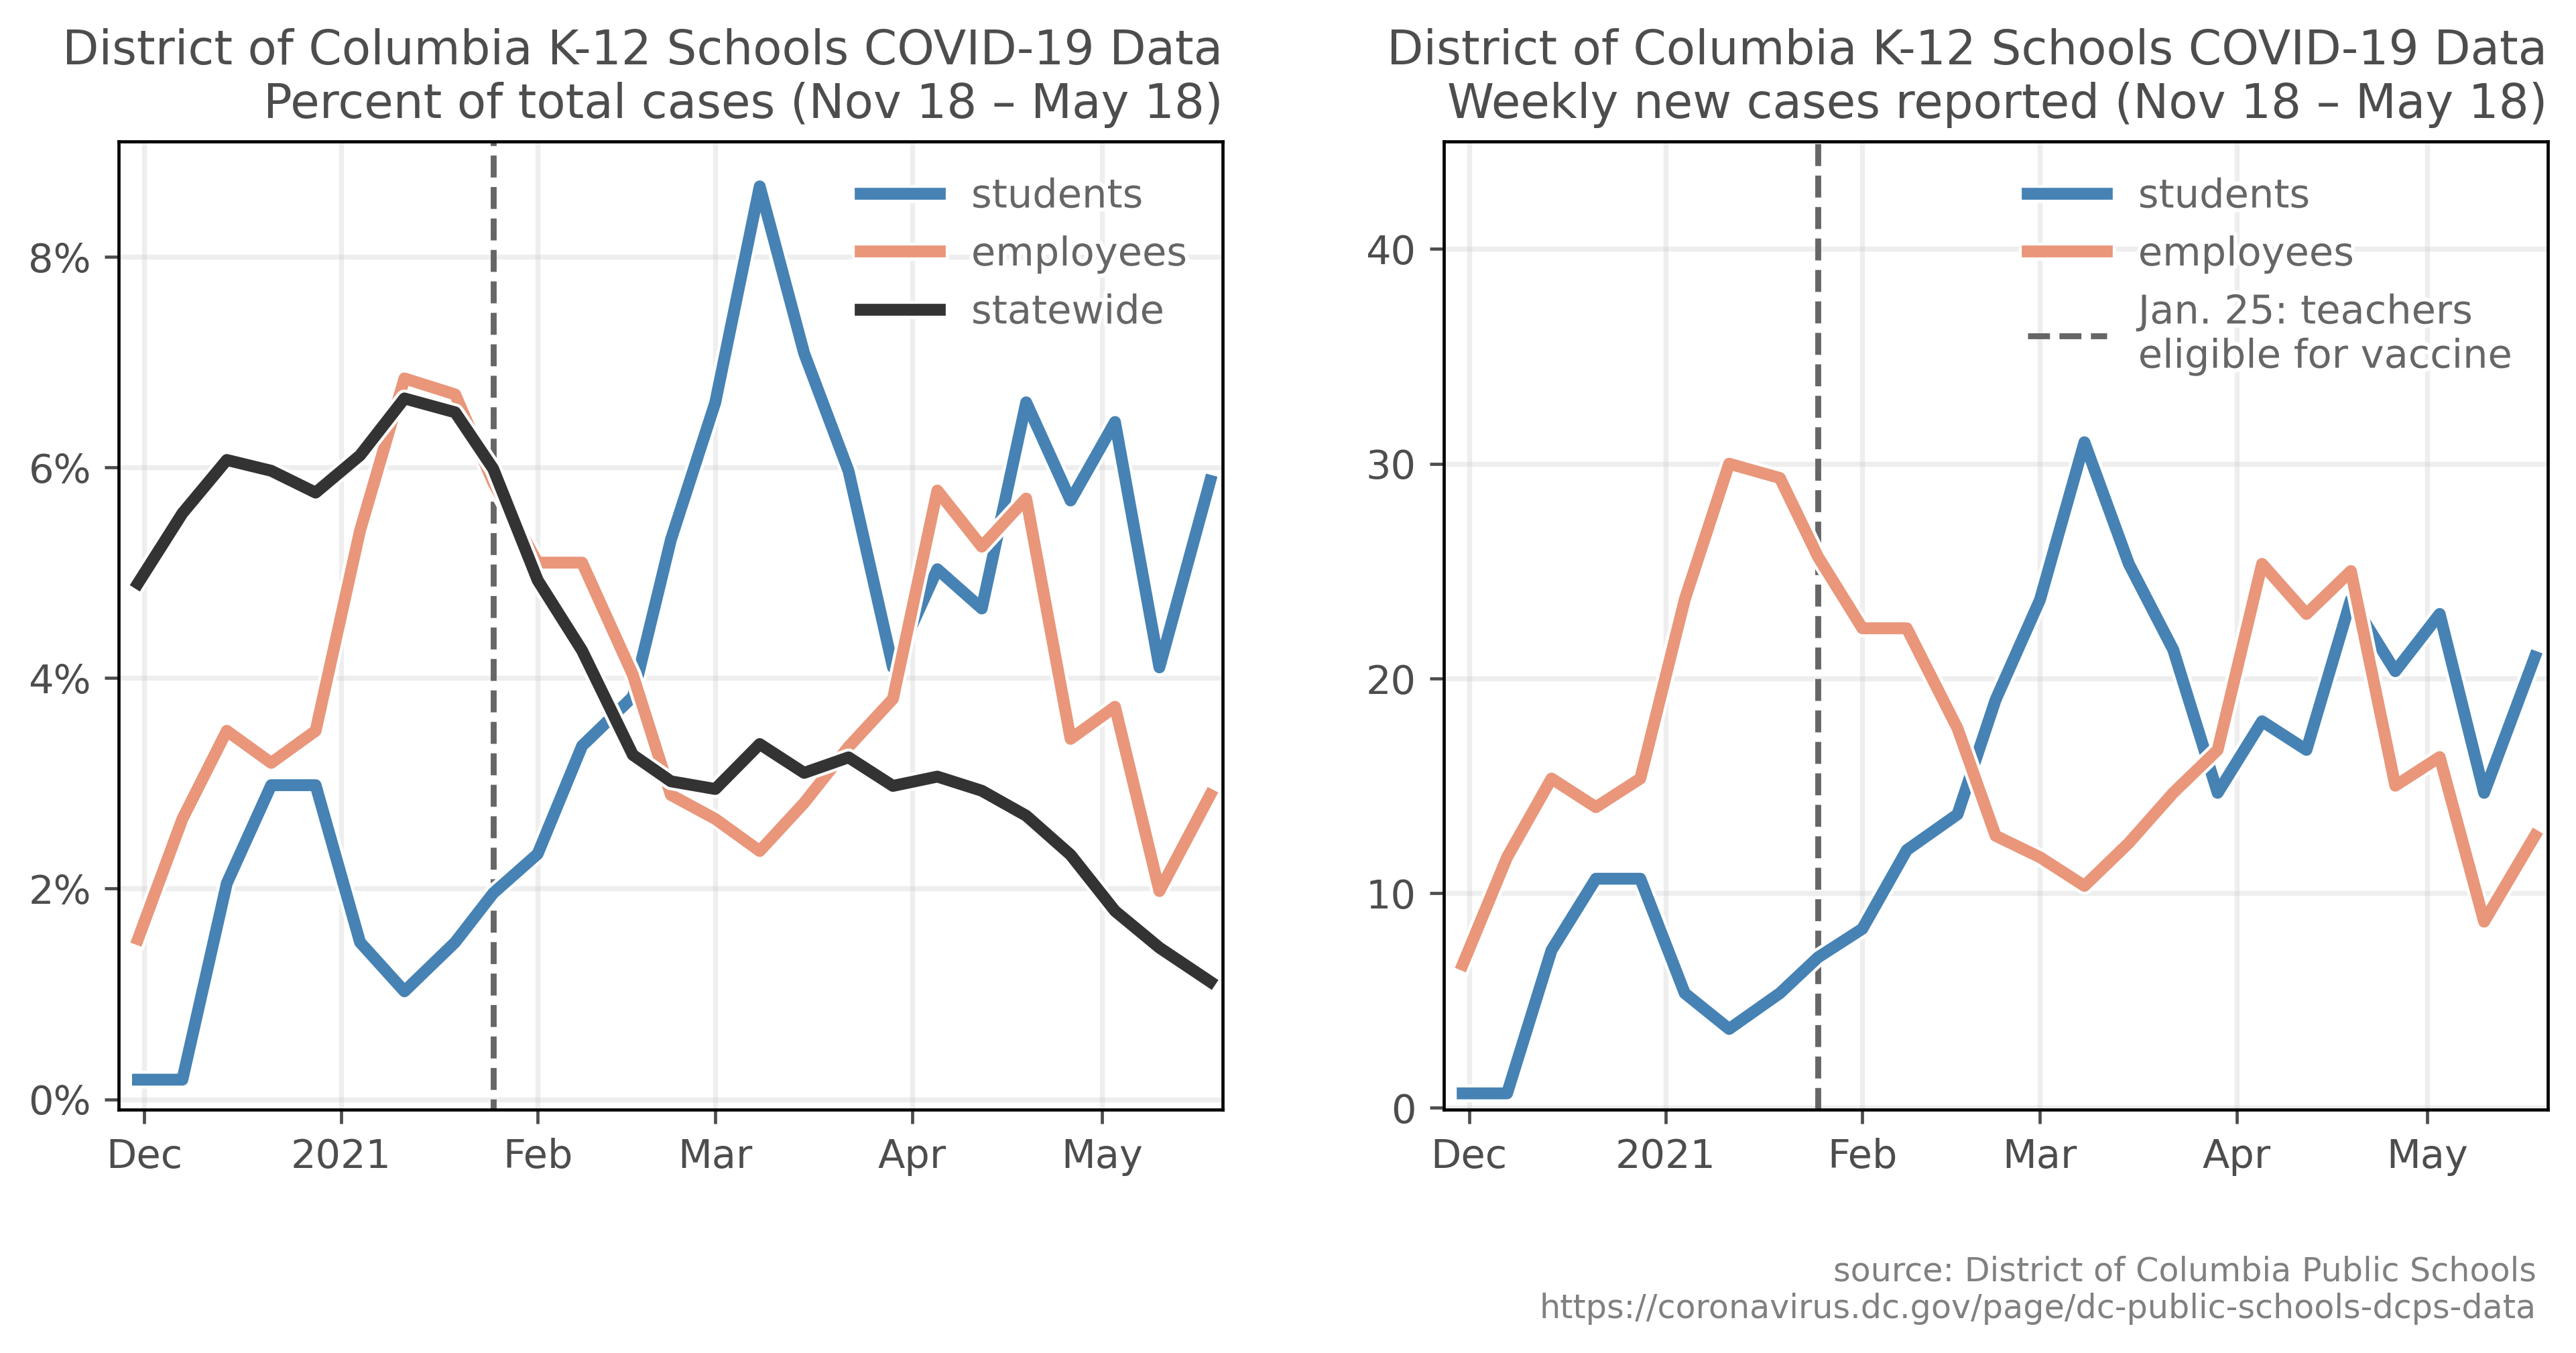 District of Columbia K-12 Schools COVID-19 Data
Percent of total cases (Nov 18 – May 18)
8%
6%
4%
2%
0%
Dec
2021
Feb
Mar
Apr
May
students
employees
statewide
District of Columbia K-12 Schools COVID-19 Data
Weekly new cases reported (Nov 18 – May 18)
40
30
20
10
0
Dec
2021
Feb
Mar
Apr
May
students
employees
Jan. 25: teachers
eligible for vaccine
source: District of Columbia Public Schools
https://coronavirus.dc.gov/page/dc-public-schools-dcps-data